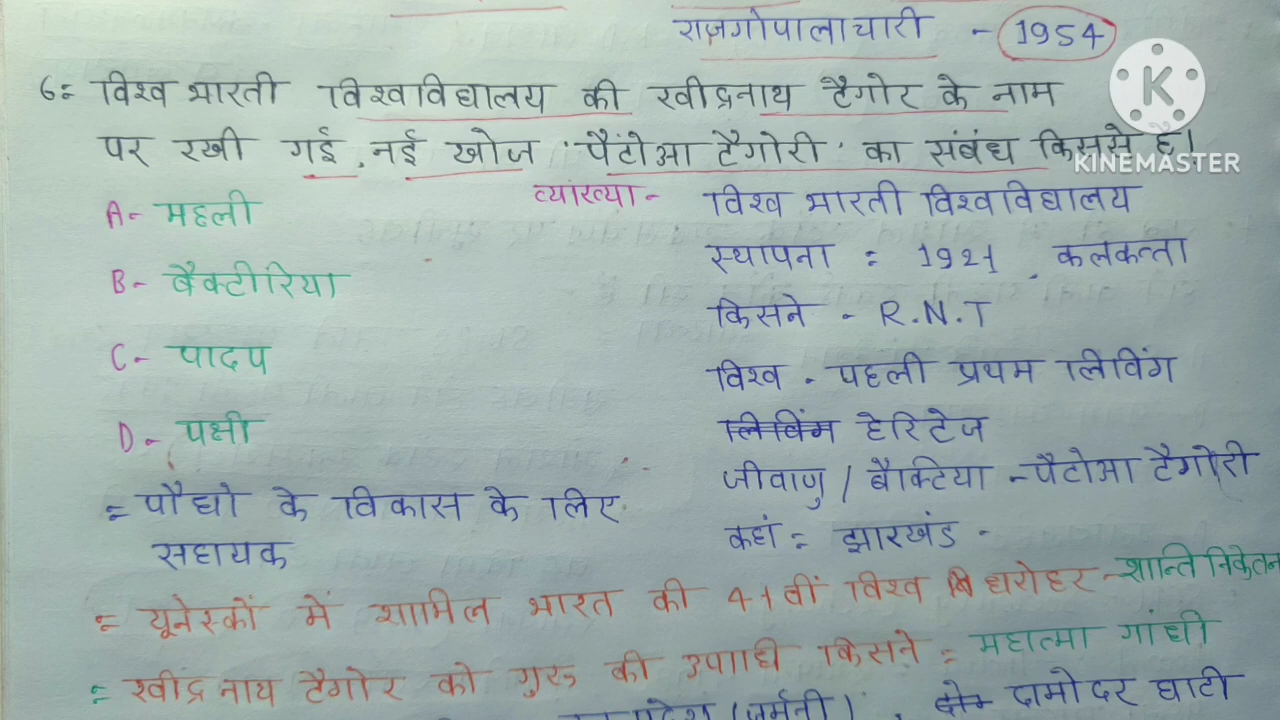 राजगोपालाचारी - 1954
6= विश्व भारती विश्वविद्यालय की रवींद्रनाथ टैगोर के नाम
पर रखी गई, नई खोज 'पैंटोआ टैगोरी' का संबंध किससे है।
A- मछली
B- बैक्टीरिया
C- पादप
D- पक्षी
= पौधो के विकास के लिए
सहायक
व्याख्या - विश्व भारती विश्वविद्यालय
स्थापना = 1921, कलकत्ता
किसने - R.N.T
विश्व - पहली प्रथम लिविंग
लिविंग हेरिटेज
जीवाणु / बैक्टिया - पैटोआ टैगोरी
कहां = झारखंड -
= यूनेस्कों में शामिल भारत की 41वीं विश्व धरोहर - शान्ति निकेतन
= रवींद्र नाथ टैगोर को गुरु की उपाधि किसने = महात्मा गांधी
(जर्मनी), दामोदर घाटी
K
KINEMASTER